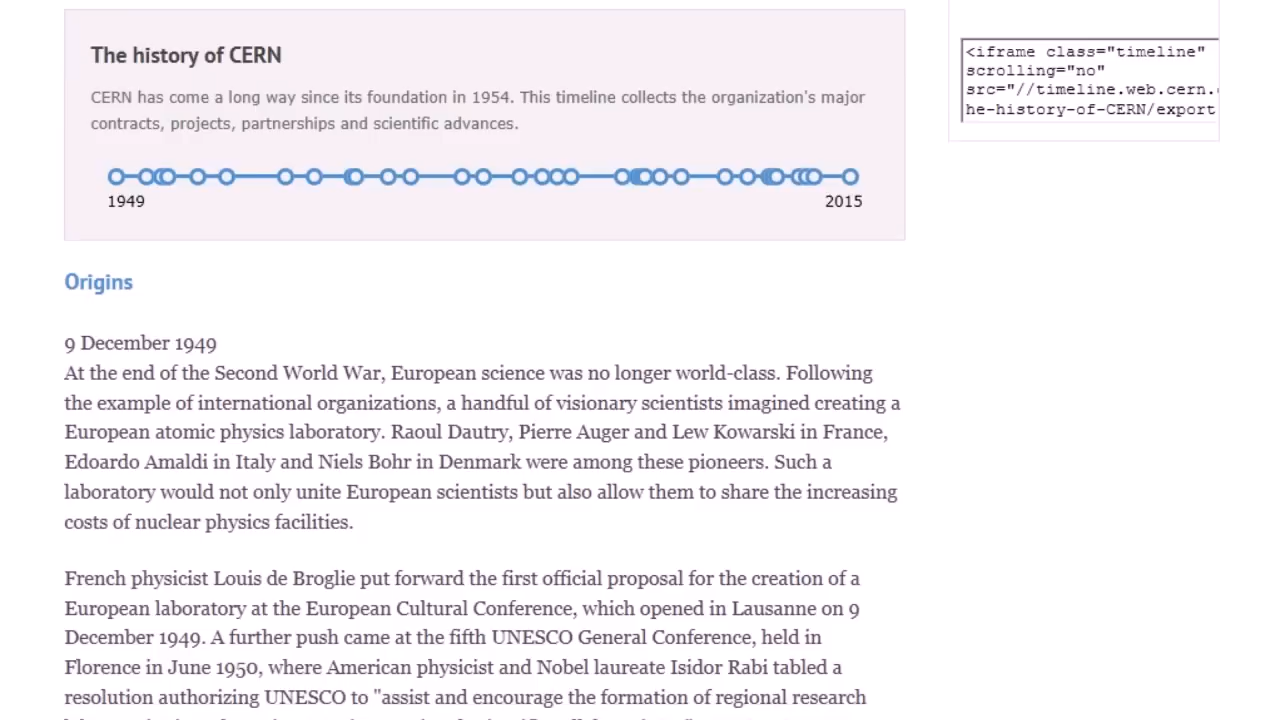 The history of CERN
CERN has come a long way since its foundation in 1954. This timeline collects the organization's major
contracts, projects, partnerships and scientific advances.
1949
2015
<iframe class="timeline"
scrolling="no"
src="//timeline.web.cern.
he-history-of-CERN/export
Origins
9 December 1949
At the end of the Second World War, European science was no longer world-class. Following
the example of international organizations, a handful of visionary scientists imagined creating a
European atomic physics laboratory. Raoul Dautry, Pierre Auger and Lew Kowarski in France,
Edoardo Amaldi in Italy and Niels Bohr in Denmark were among these pioneers. Such a
laboratory would not only unite European scientists but also allow them to share the increasing
costs of nuclear physics facilities.
French physicist Louis de Broglie put forward the first official proposal for the creation of a
European laboratory at the European Cultural Conference, which opened in Lausanne on 9
December 1949. A further push came at the fifth UNESCO General Conference, held in
Florence in June 1950, where American physicist and Nobel laureate Isidor Rabi tabled a
resolution authorizing UNESCO to "assist and encourage the formation of regional research